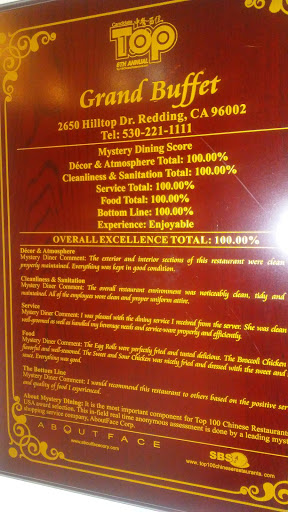 Candidate
Top
8TH ANNUAL
Grand Buffet
2650 Hilltop Dr. Redding, CA 96002
Tel: 530-221-1111
Mystery Dining Score
Décor & Atmosphere Total: 100.00%
Cleanliness & Sanitation Total: 100.00%
Service Total: 100.00%
Food Total: 100.00%
Bottom Line: 100.00%
Experience: Enjoyable
OVERALL EXCELLENCE TOTAL: 100.00%
Décor & Atmosphere
Mystery Diner Comment: The exterior and interior sections of this restaurant were clean
properly maintained. Everything was kept in good condition.
Cleanliness & Sanitation
Mystery Diner Comment: The overall restaurant environment was noticeably clean, tidy and
maintained. All of the employees were clean and proper uniform attire.
Service
Mystery Diner Comment: I was pleased with the dining service I received from the server. She was clean
well-groomed as well as handled my beverage needs and service-ware properly and efficiently.
Food
Mystery Diner Comment: The Egg Rolls were perfectly fried and tasted delicious. The Broccoli Chicken
flavorful and well-seasoned. The Sweet and Sour Chicken was nicely fried and dressed with the sweet and
sauce. Everything was good.
The Bottom Line
Mystery Diner Comment: I would recommend this restaurant to others based on the positive serv
and quality of food I experienced.
About Mystery Dining: It is the most important component for Top 100 Chinese Restaurants
USA award selection. This in-field real time anonymous assessment is done by a leading myst
shopping service company, AboutFace Corp.
ABOUTFACE
www.aboutfacecorp.com
SBS
www.top100chineserestaurants.com